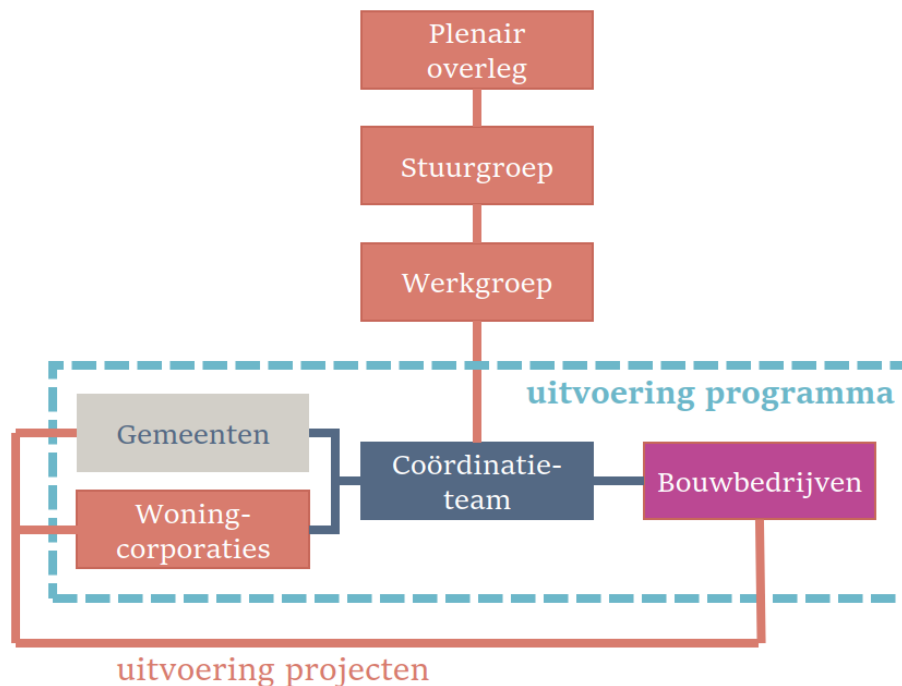 Plenair
overleg
Stuurgroep
Werkgroep
uitvoering programma
Gemeenten
Coördinatie-
team
Bouwbedrijven
Woning-
corporaties
uitvoering projecten